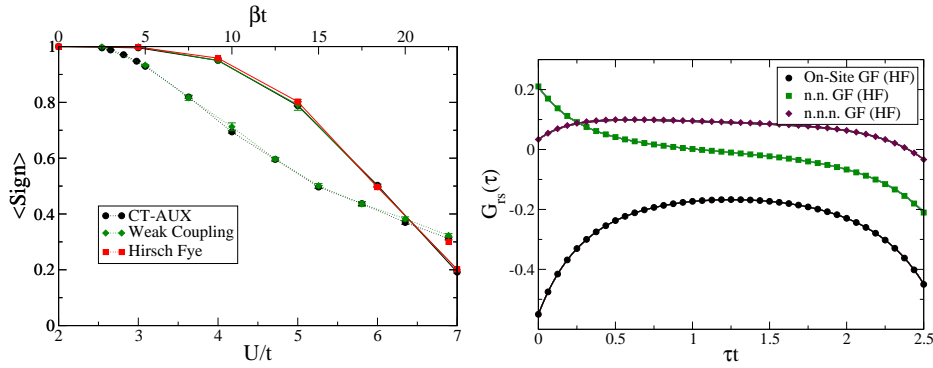 βt
0 5 10 15 20
1
0.8
0.6
0.4
0.2
<Sign>
CT-AUX
Weak Coupling
Hirsch Fye
2 3 4 5 6 7
U/t
On-Site GF (HF)
n.n. GF (HF)
n.n.n. GF (HF)
0.2
0
-0.2
-0.4
G_rs(τ)
0 0.5 1 1.5 2 2.5
τt